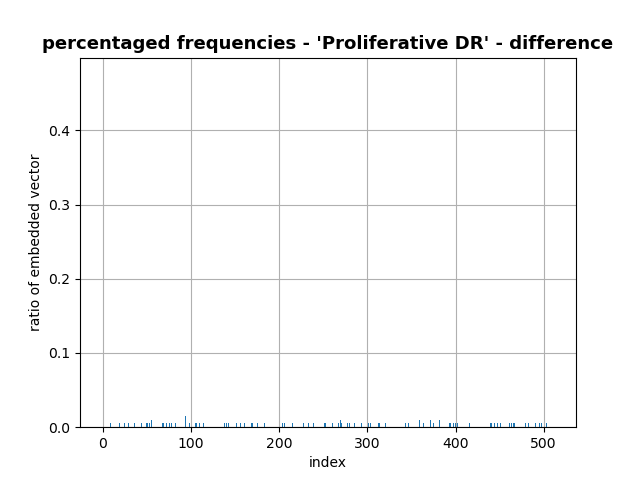 percentaged frequencies - 'Proliferative DR' - difference
0.4
0.3
0.2
0.1
0.0
ratio of embedded vector
0 100 200 300 400 500
index